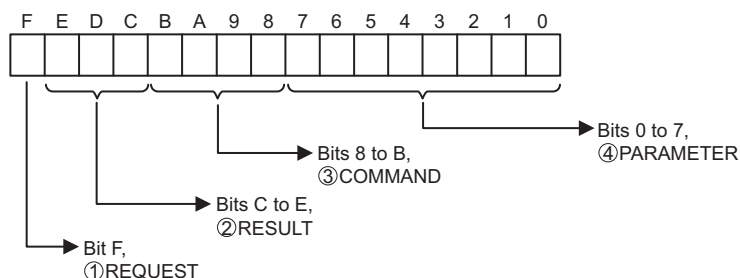 F E D C B A 9 8 7 6 5 4 3 2 1 0
Bits 0 to 7,
④PARAMETER
Bits 8 to B,
③COMMAND
Bits C to E,
②RESULT
Bit F,
①REQUEST